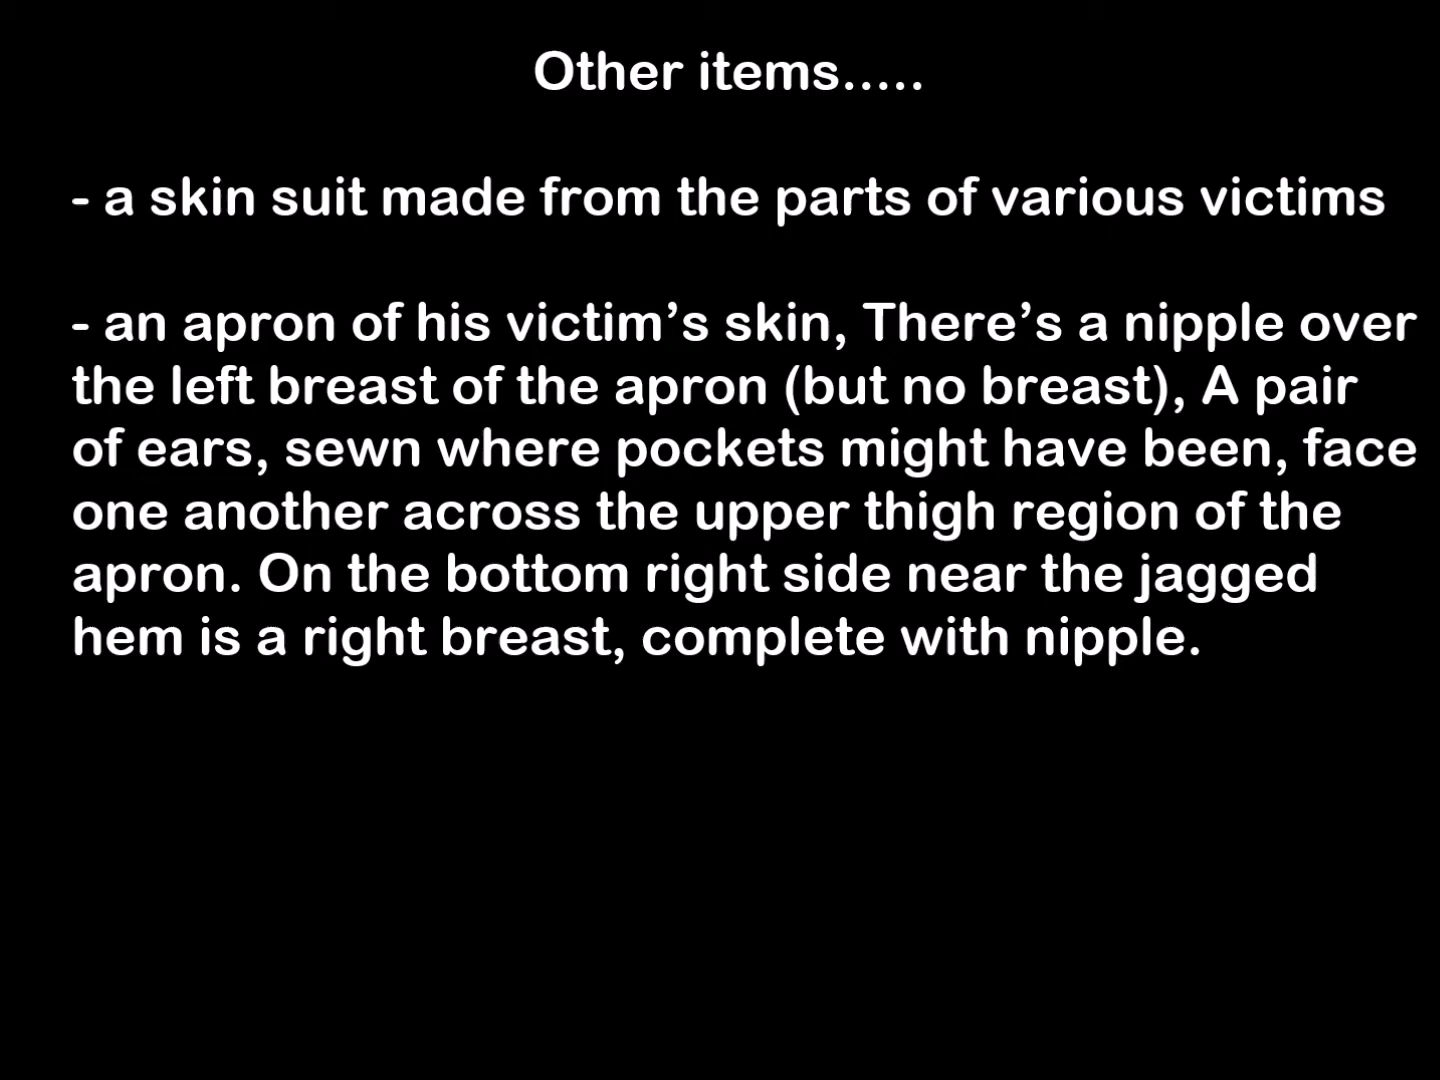 Other items.....
- a skin suit made from the parts of various victims
- an apron of his victim’s skin, There’s a nipple over
the left breast of the apron (but no breast), A pair
of ears, sewn where pockets might have been, face
one another across the upper thigh region of the
apron. On the bottom right side near the jagged
hem is a right breast, complete with nipple.